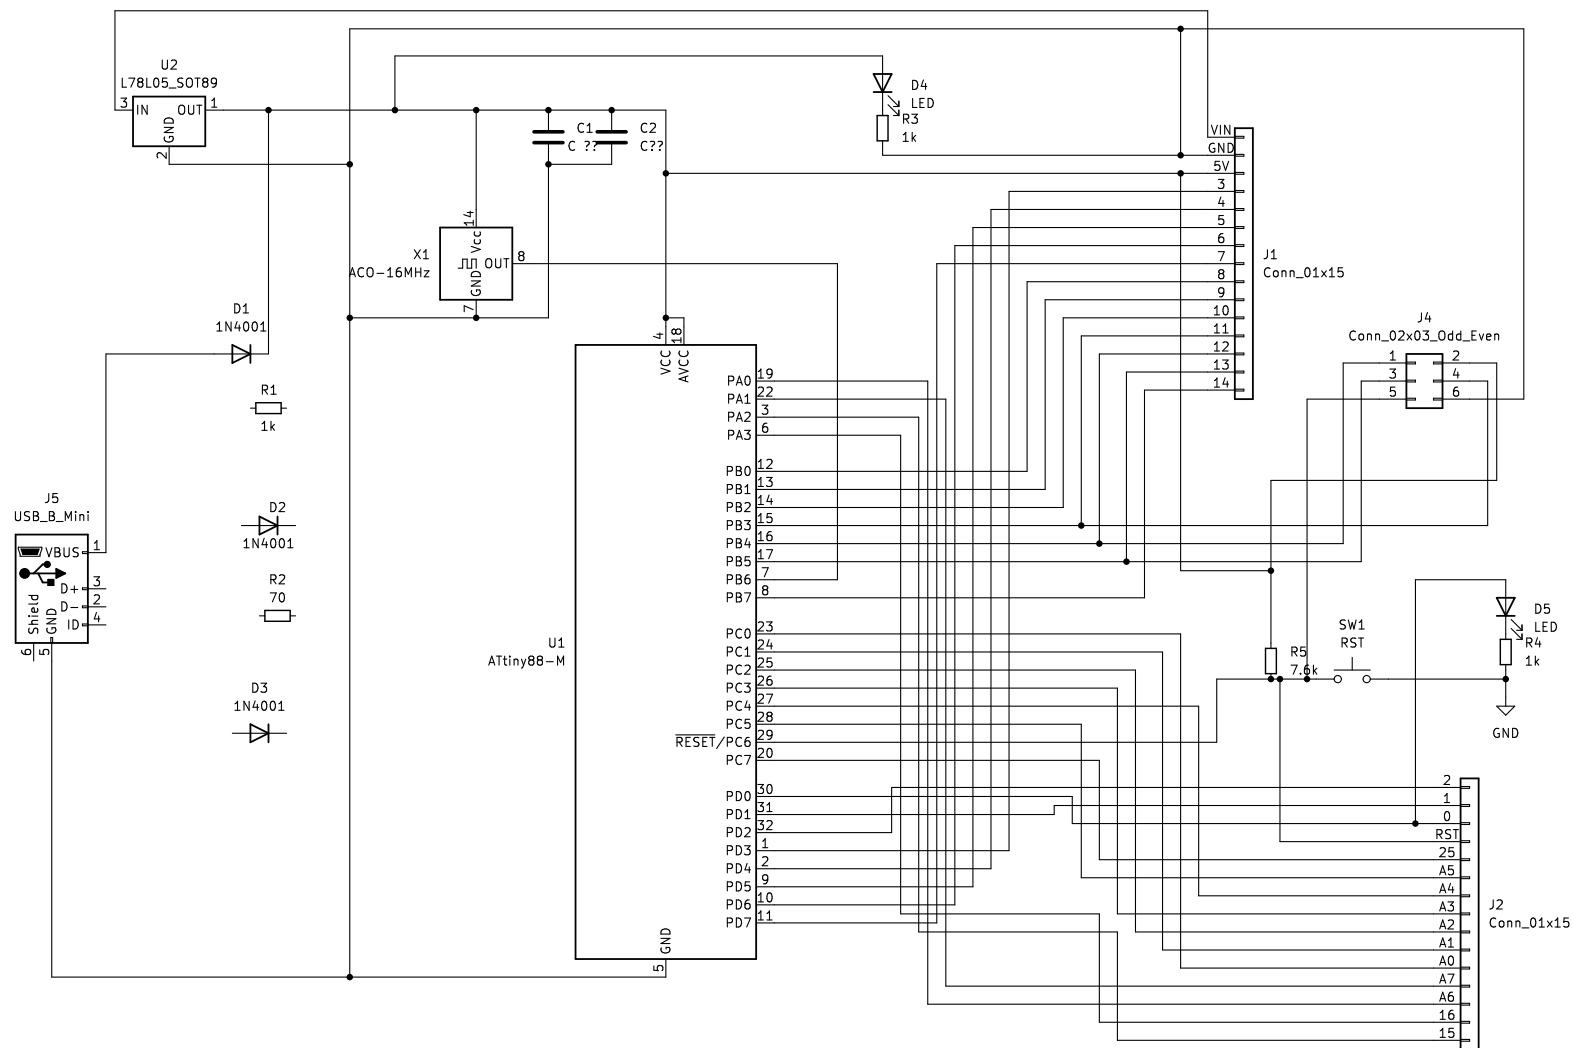 U2
L78L05_SOT89
3
IN
OUT
1
GND
2
D4
LED
R3
1k
C1
C ??
C2
C??
X1
ACO-16MHz
14
Vcc
OUT
8
GND
7
VIN
GND
5V
3
4
5
6
7
8
9
10
11
12
13
14
J1
Conn_01x15
J4
Conn_02x03_Odd_Even
1
2
3
4
5
6
D1
1N4001
R1
1k
D2
1N4001
R2
70
D3
1N4001
J5
USB_B_Mini
VBUS
1
D+
3
D-
2
ID
4
Shield
GND
6
5
U1
ATtiny88-M
4
18
VCC
AVCC
PA0 19
PA1 22
PA2 3
PA3 6
PB0 12
PB1 13
PB2 14
PB3 15
PB4 16
PB5 17
PB6 7
PB7 8
PC0 23
PC1 24
PC2 25
PC3 26
PC4 27
PC5 28
RESET/PC6 29
PC7 20
PD0 30
PD1 31
PD2 32
PD3 1
PD4 2
PD5 9
PD6 10
PD7 11
GND
5
R5
7.6k
SW1
RST
D5
LED
R4
1k
GND
2
1
0
RST
25
A5
A4
A3
A2
A1
A0
A7
A6
16
15
J2
Conn_01x15